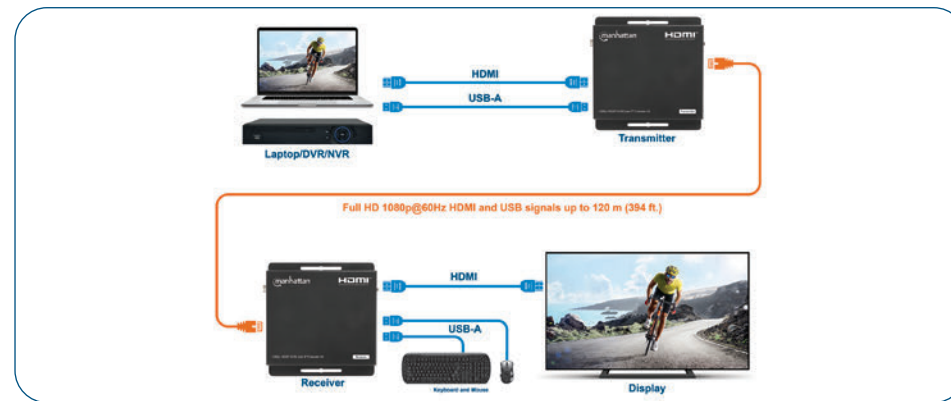 manhattan HDMI
HDMI
USB-A
Transmitter
Laptop/DVR/NVR
Full HD 1080p@60Hz HDMI and USB signals up to 120 m (394 ft.)
manhattan HDMI
HDMI
USB-A
Receiver
Keyboard and Mouse
Display